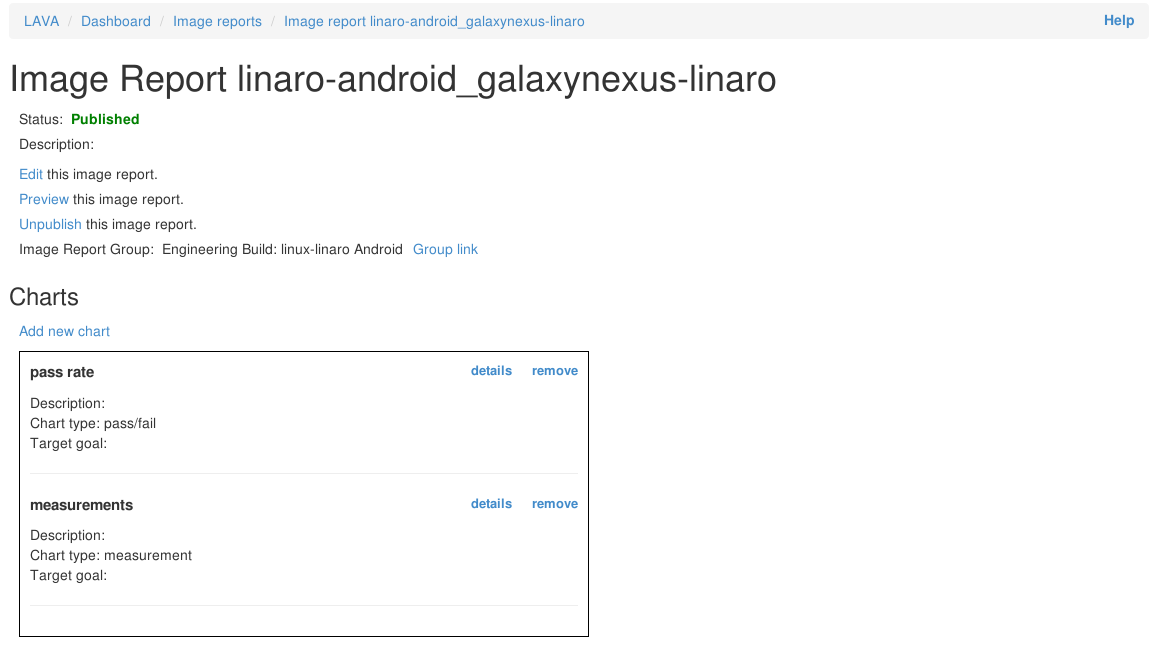 LAVA / Dashboard / Image reports / Image report linaro-android_galaxynexus-linaro Help
Image Report linaro-android_galaxynexus-linaro
Status: Published
Description:
Edit this image report.
Preview this image report.
Unpublish this image report.
Image Report Group: Engineering Build: linux-linaro Android Group link
Charts
Add new chart
pass rate details remove
Description:
Chart type: pass/fail
Target goal:
measurements details remove
Description:
Chart type: measurement
Target goal: